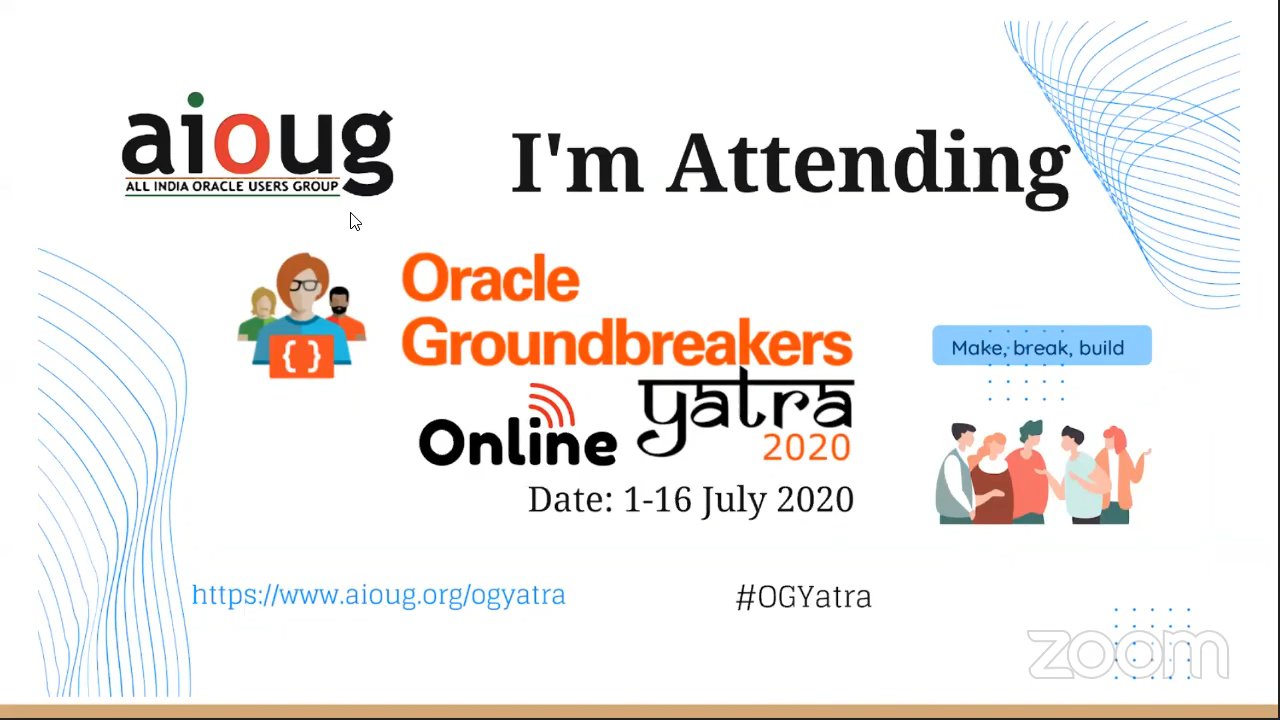 aioug
ALL INDIA ORACLE USERS GROUP
I'm Attending
{ }
Oracle
Groundbreakers
Online yatra
2020
Date: 1-16 July 2020
Make, break, build
https://www.aioug.org/ogyatra
#OGYatra
zoom